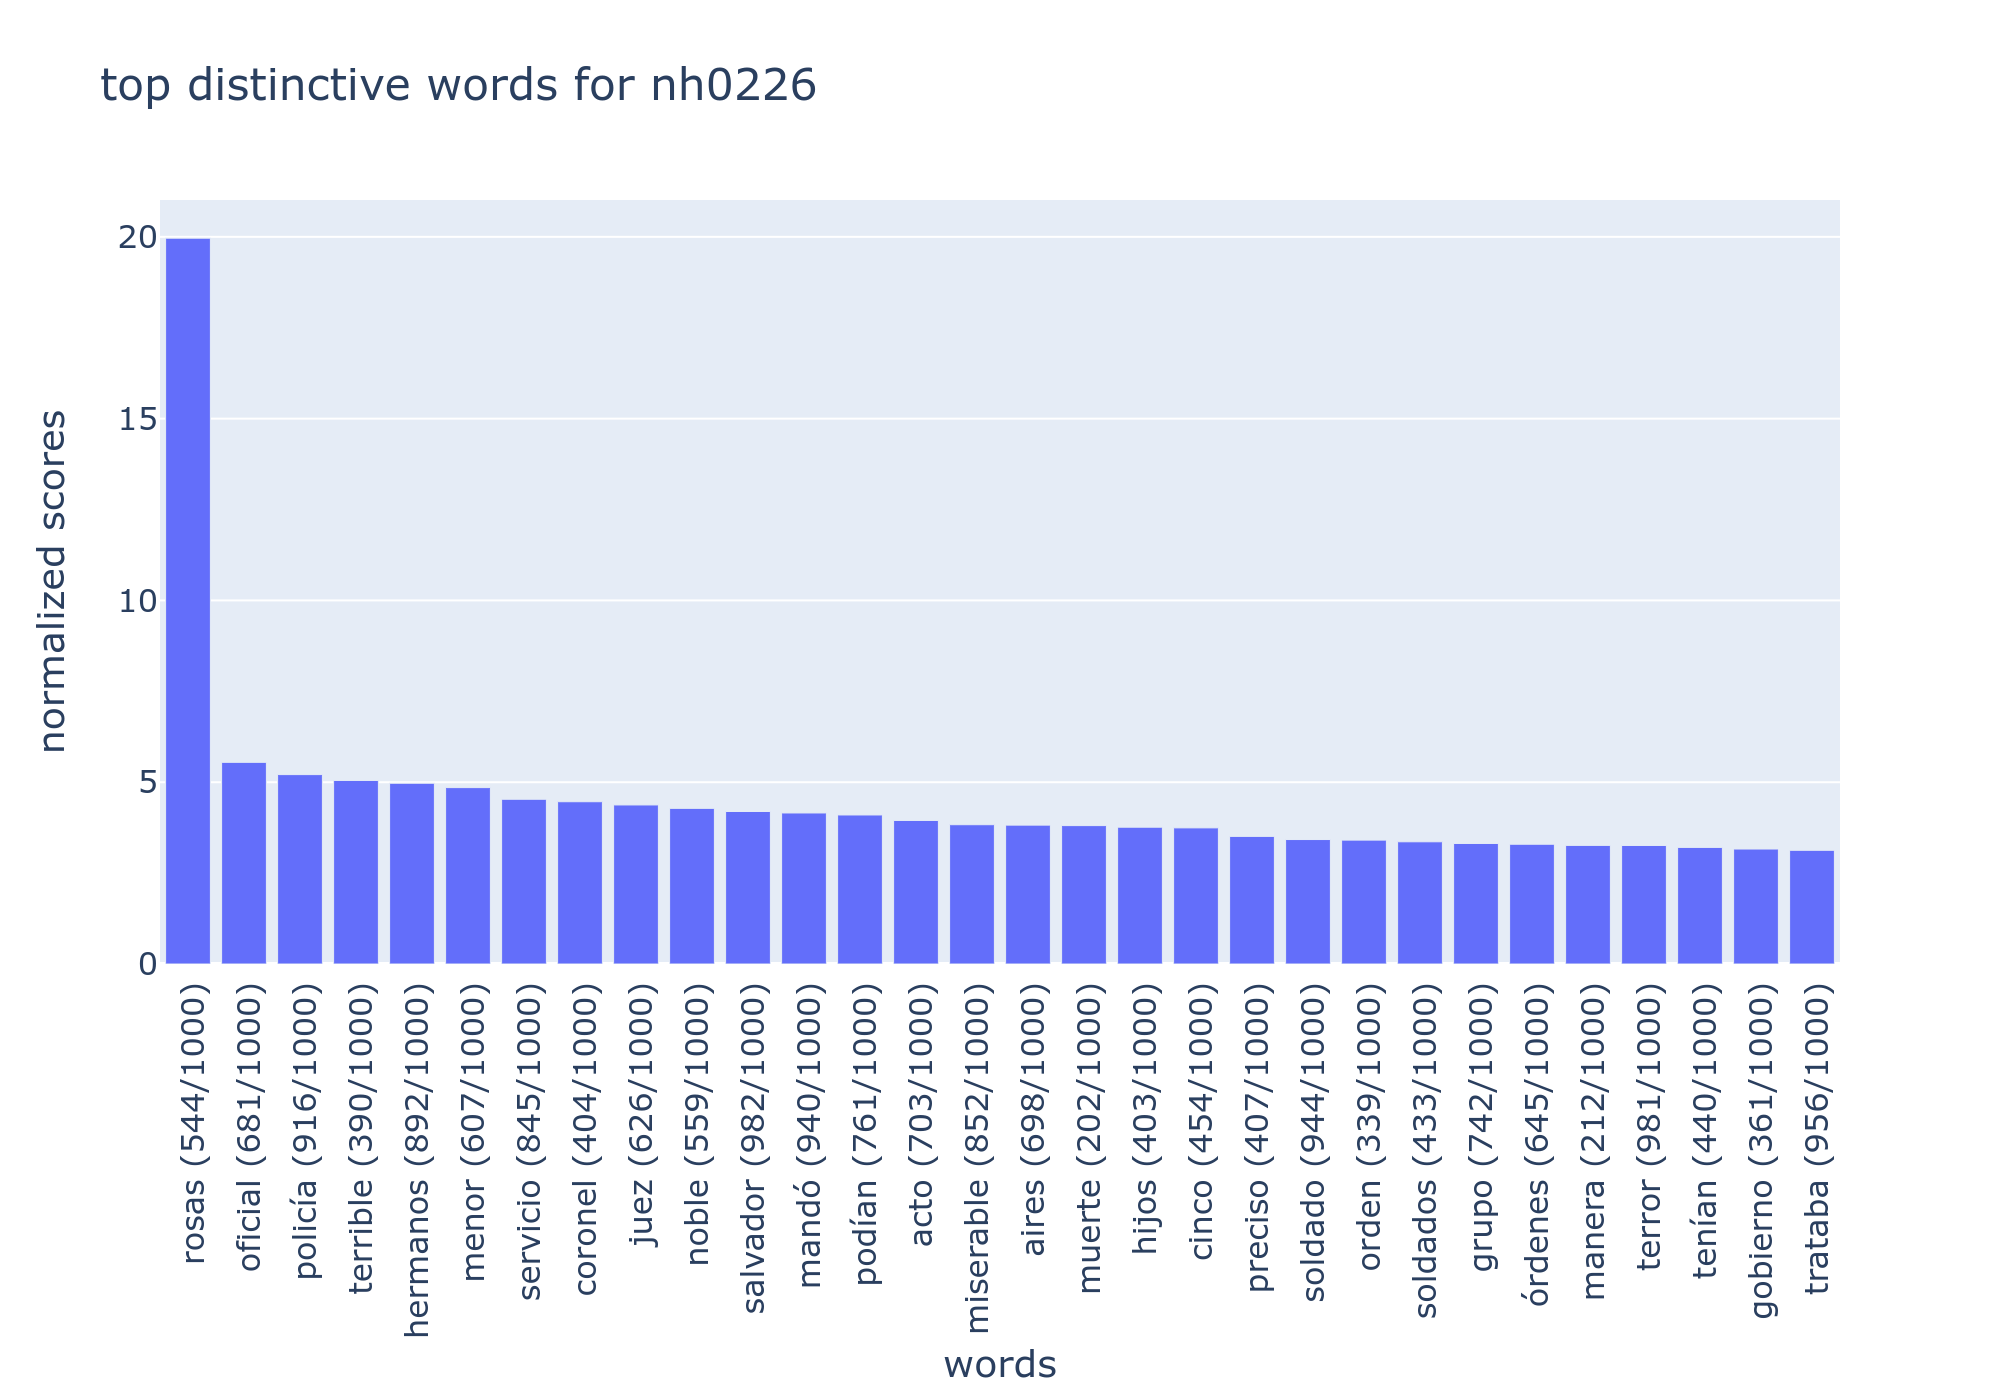 top distinctive words for nh0226
normalized scores
20
15
10
5
0
rosas (544/1000)
oficial (681/1000)
policía (916/1000)
terrible (390/1000)
hermanos (892/1000)
menor (607/1000)
servicio (845/1000)
coronel (404/1000)
juez (626/1000)
noble (559/1000)
salvador (982/1000)
mandó (940/1000)
podían (761/1000)
acto (703/1000)
miserable (852/1000)
aires (698/1000)
muerte (202/1000)
hijos (403/1000)
cinco (454/1000)
preciso (407/1000)
soldado (944/1000)
orden (339/1000)
soldados (433/1000)
grupo (742/1000)
órdenes (645/1000)
manera (212/1000)
terror (981/1000)
tenían (440/1000)
gobierno (361/1000)
trataba (956/1000)
words